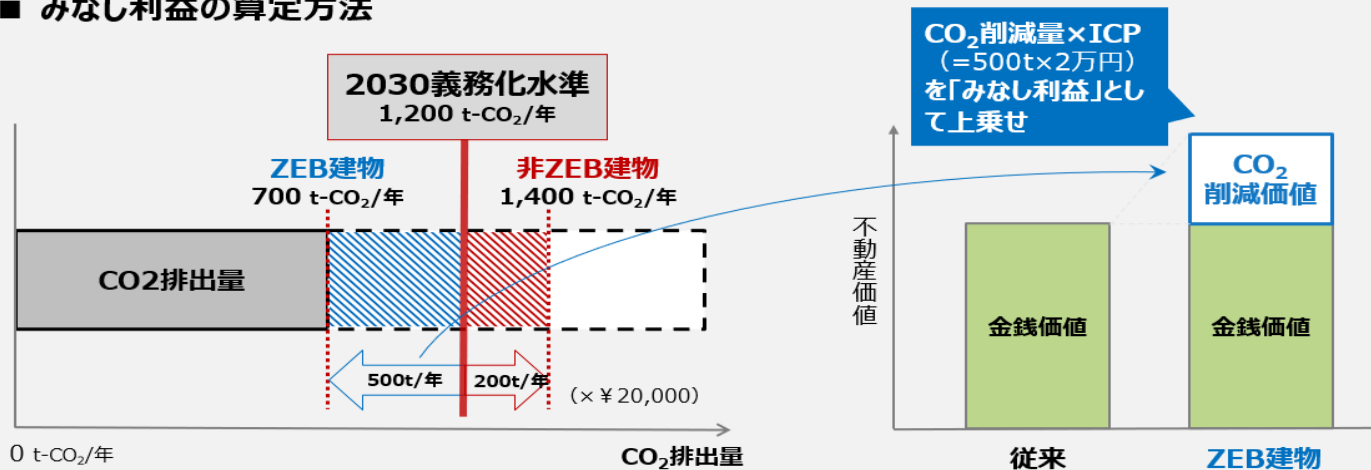 ■ みなし利益の算定方法
2030義務化水準
1,200 t-CO₂/年
ZEB建物
700 t-CO₂/年
非ZEB建物
1,400 t-CO₂/年
CO2排出量
500t/年
200t/年
(×¥20,000)
0 t-CO₂/年
CO₂排出量
CO₂削減量×ICP
(=500t×2万円)
を「みなし利益」とし
て上乗せ
不動産価値
CO₂
削減価値
金銭価値
金銭価値
従来
ZEB建物